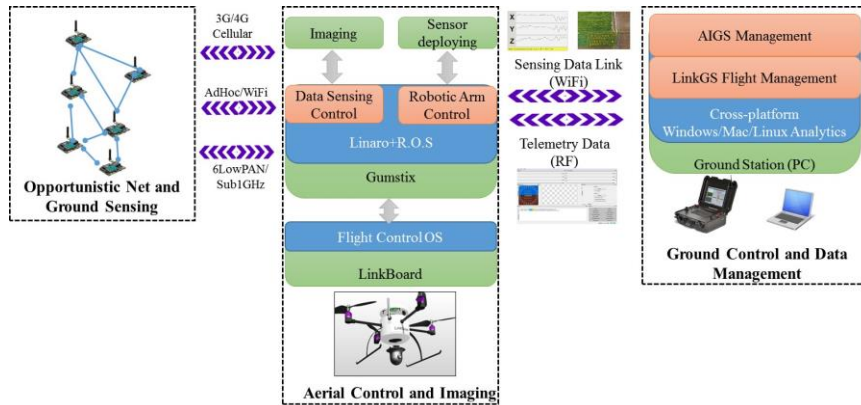 3G/4G
Cellular
AdHoc/WiFi
6LowPAN/
Sub1GHz
Opportunistic Net and
Ground Sensing
Imaging
Sensor
deploying
Data Sensing
Control
Robotic Arm
Control
Linaro+R.O.S
Gumstix
Flight Control OS
LinkBoard
Aerial Control and Imaging
X
Y
Z
Sensing Data Link
(WiFi)
Telemetry Data
(RF)
AIGS Management
LinkGS Flight Management
Cross-platform
Windows/Mac/Linux Analytics
Ground Station (PC)
Ground Control and Data
Management